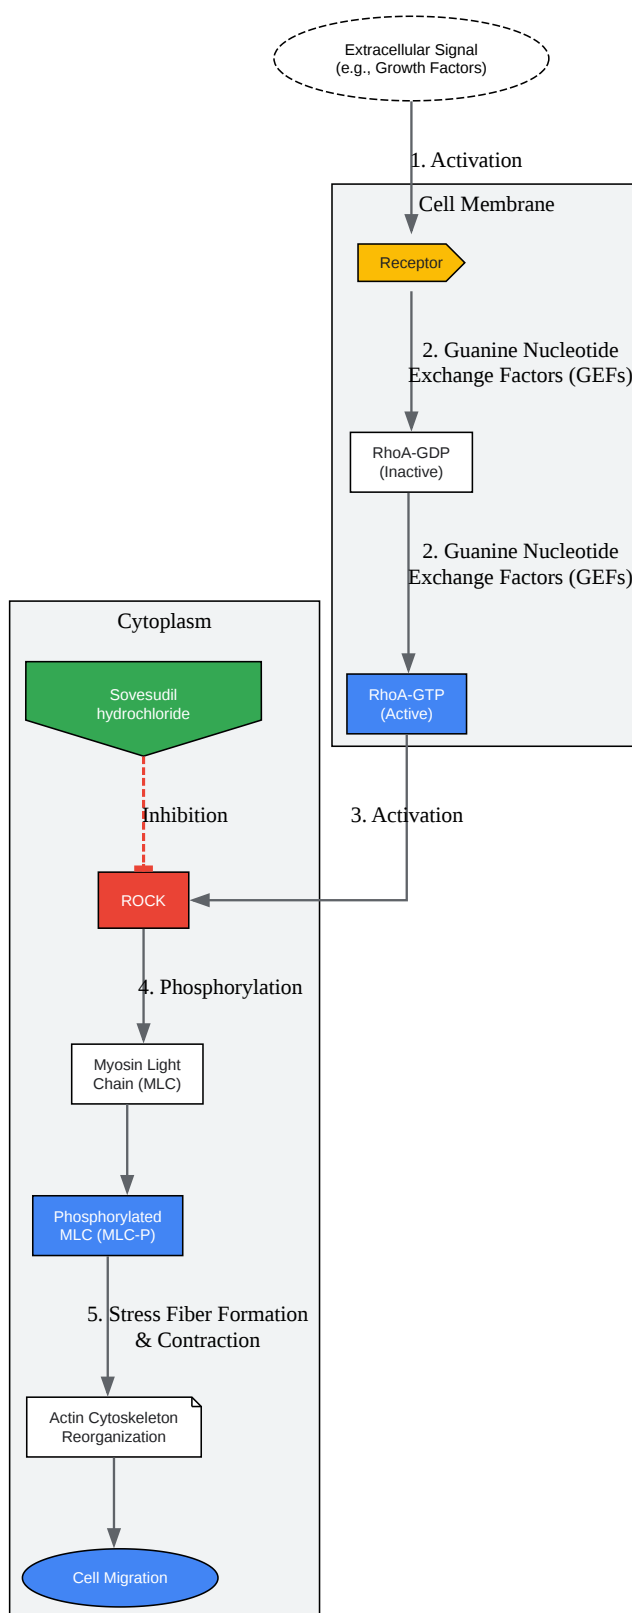 Extracellular Signal
(e.g., Growth Factors)
1. Activation
Cell Membrane
Receptor
2. Guanine Nucleotide
Exchange Factors (GEFs)
RhoA-GDP
(Inactive)
2. Guanine Nucleotide
Exchange Factors (GEFs)
RhoA-GTP
(Active)
3. Activation
Cytoplasm
Sovesudil
hydrochloride
Inhibition
ROCK
4. Phosphorylation
Myosin Light
Chain (MLC)
Phosphorylated
MLC (MLC-P)
5. Stress Fiber Formation
& Contraction
Actin Cytoskeleton
Reorganization
Cell Migration